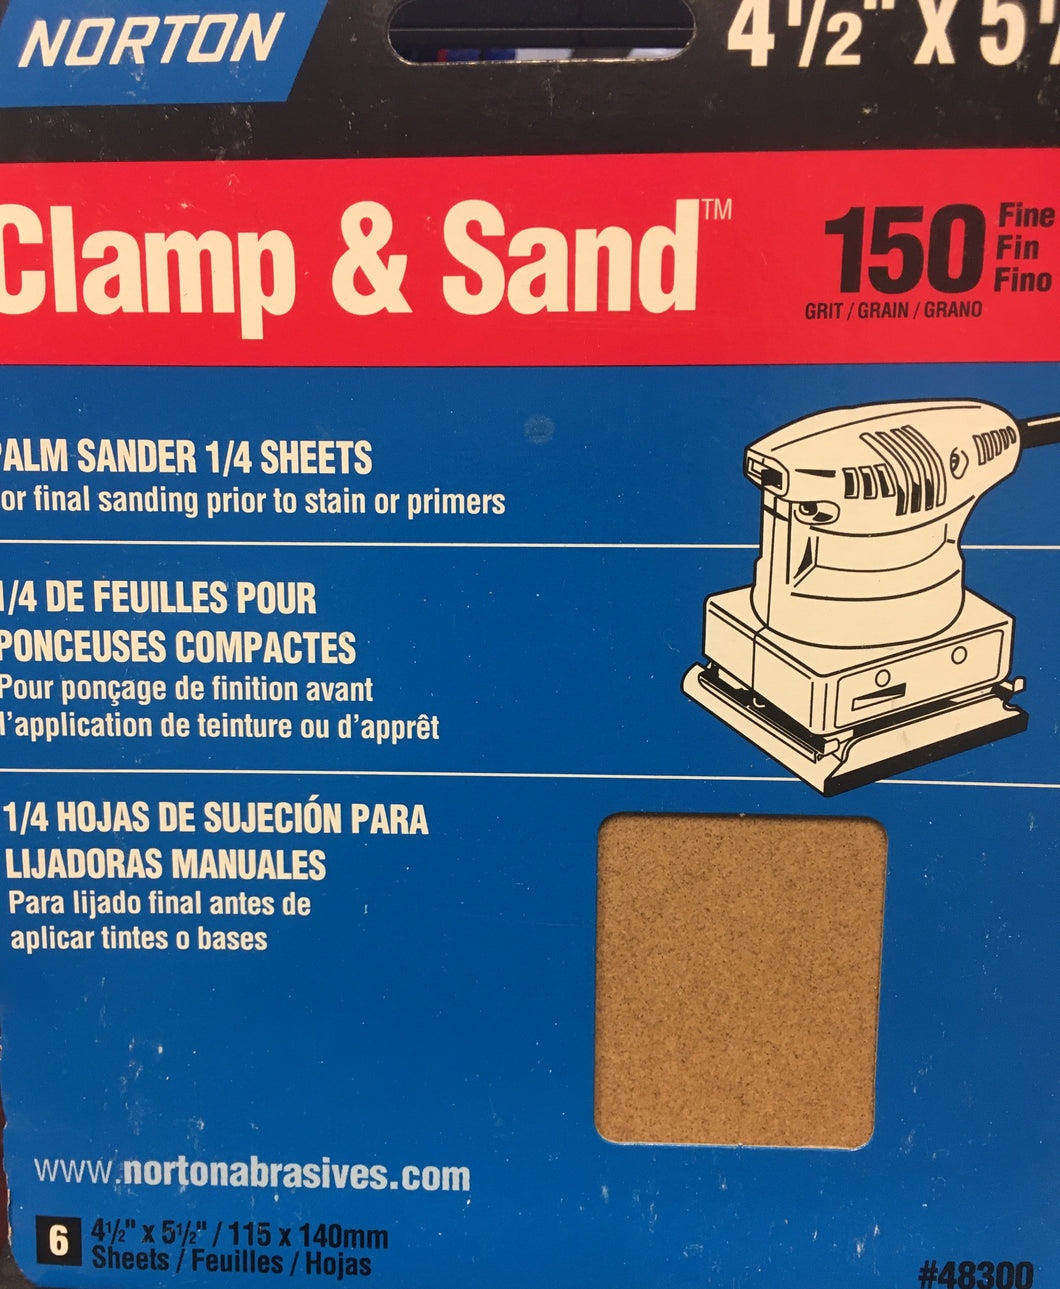 NORTON
4½" X 5
Clamp & Sand™
150 Fine
Fin
Fino
GRIT / GRAIN / GRANO
PALM SANDER 1/4 SHEETS
or final sanding prior to stain or primers
1/4 DE FEUILLES POUR
PONCEUSES COMPACTES
Pour ponçage de finition avant
l'application de teinture ou d'apprêt
1/4 HOJAS DE SUJECIÓN PARA
LIJADORAS MANUALES
Para lijado final antes de
aplicar tintes o bases
www.nortonabrasives.com
6 4½" x 5½" / 115 x 140mm
Sheets / Feuilles / Hojas
#48300